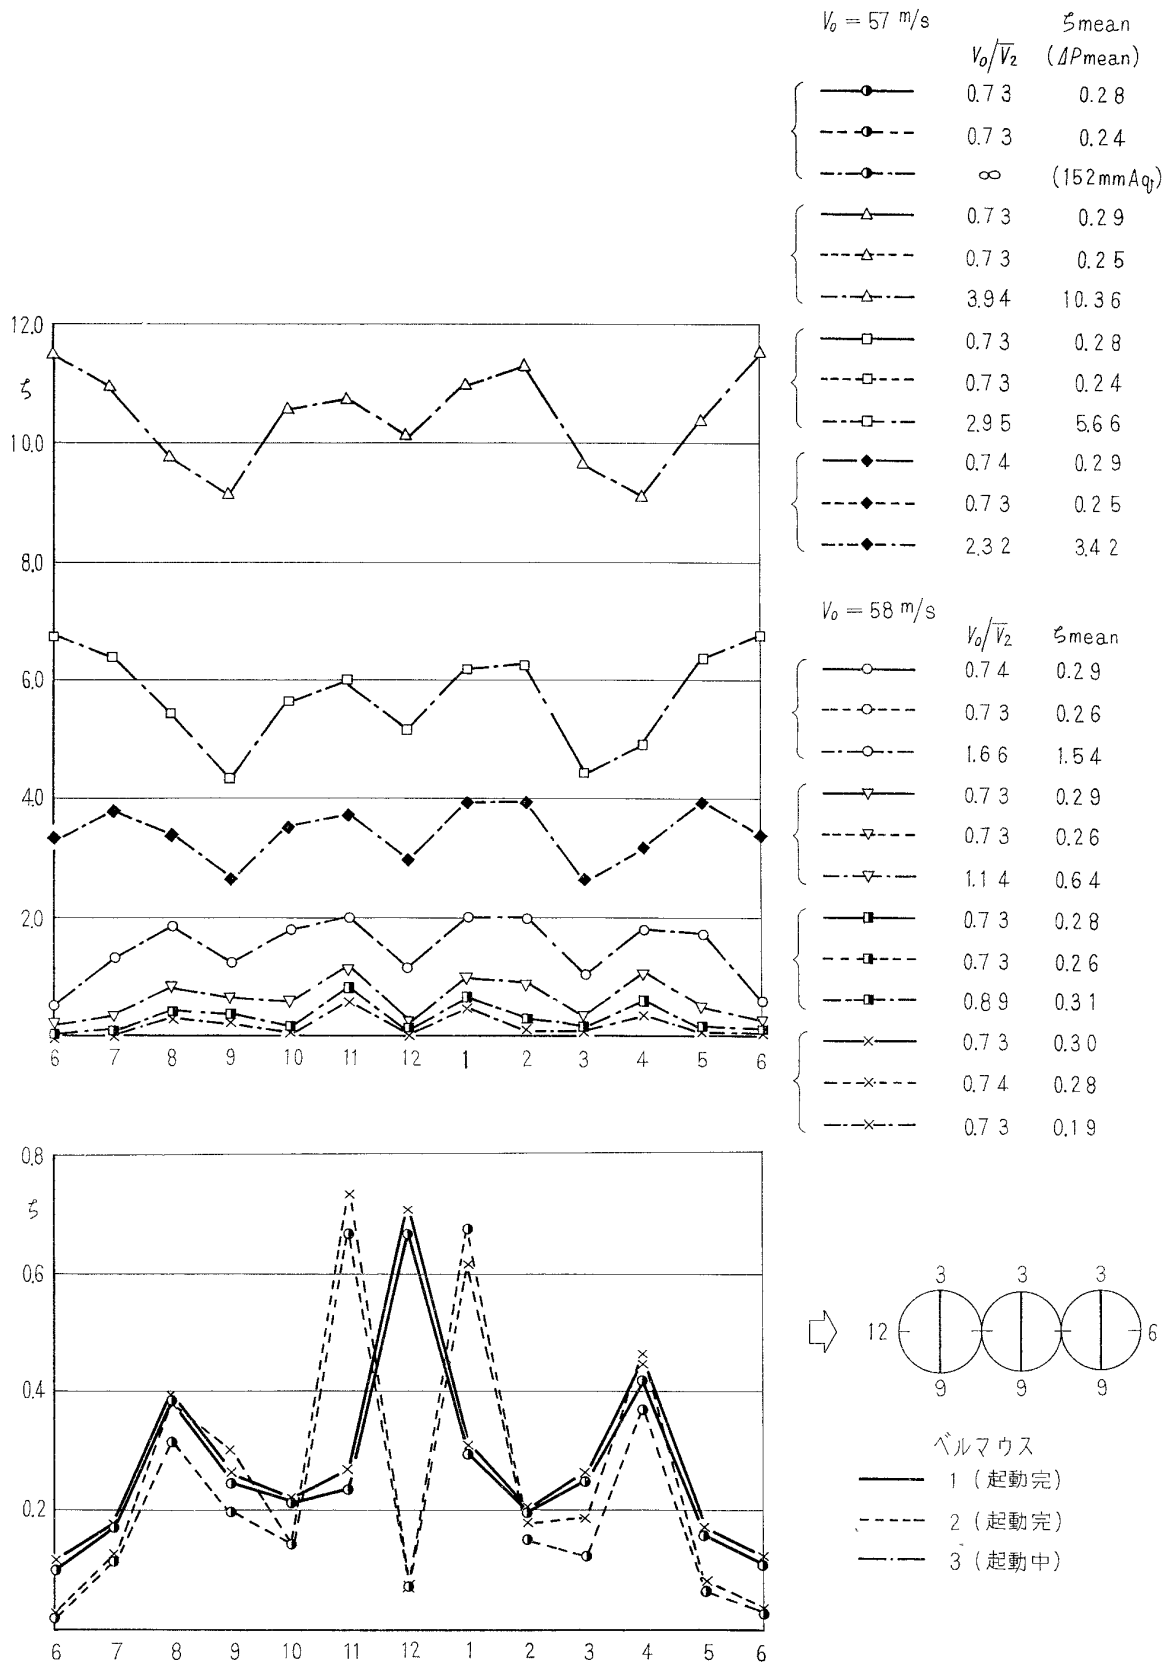 V₀ = 57 m/s ζmean
V₀/V̅₂ (ΔPmean)
0.73 0.28
0.73 0.24
∞ (152mmAq)
0.73 0.29
0.73 0.25
3.94 10.36
0.73 0.28
0.73 0.24
2.95 5.66
0.74 0.29
0.73 0.25
2.32 3.42
V₀ = 58 m/s
V₀/V̅₂ ζmean
0.74 0.29
0.73 0.26
1.66 1.54
0.73 0.29
0.73 0.26
1.14 0.64
0.73 0.28
0.73 0.26
0.89 0.31
0.73 0.30
0.74 0.28
0.73 0.19
12.0
ζ
10.0
8.0
6.0
4.0
2.0
6 7 8 9 10 11 12 1 2 3 4 5 6
0.8
ζ
0.6
0.4
0.2
6 7 8 9 10 11 12 1 2 3 4 5 6
3 3 3
12 6
9 9 9
ベルマウス
1 (起動完)
2 (起動完)
3 (起動中)